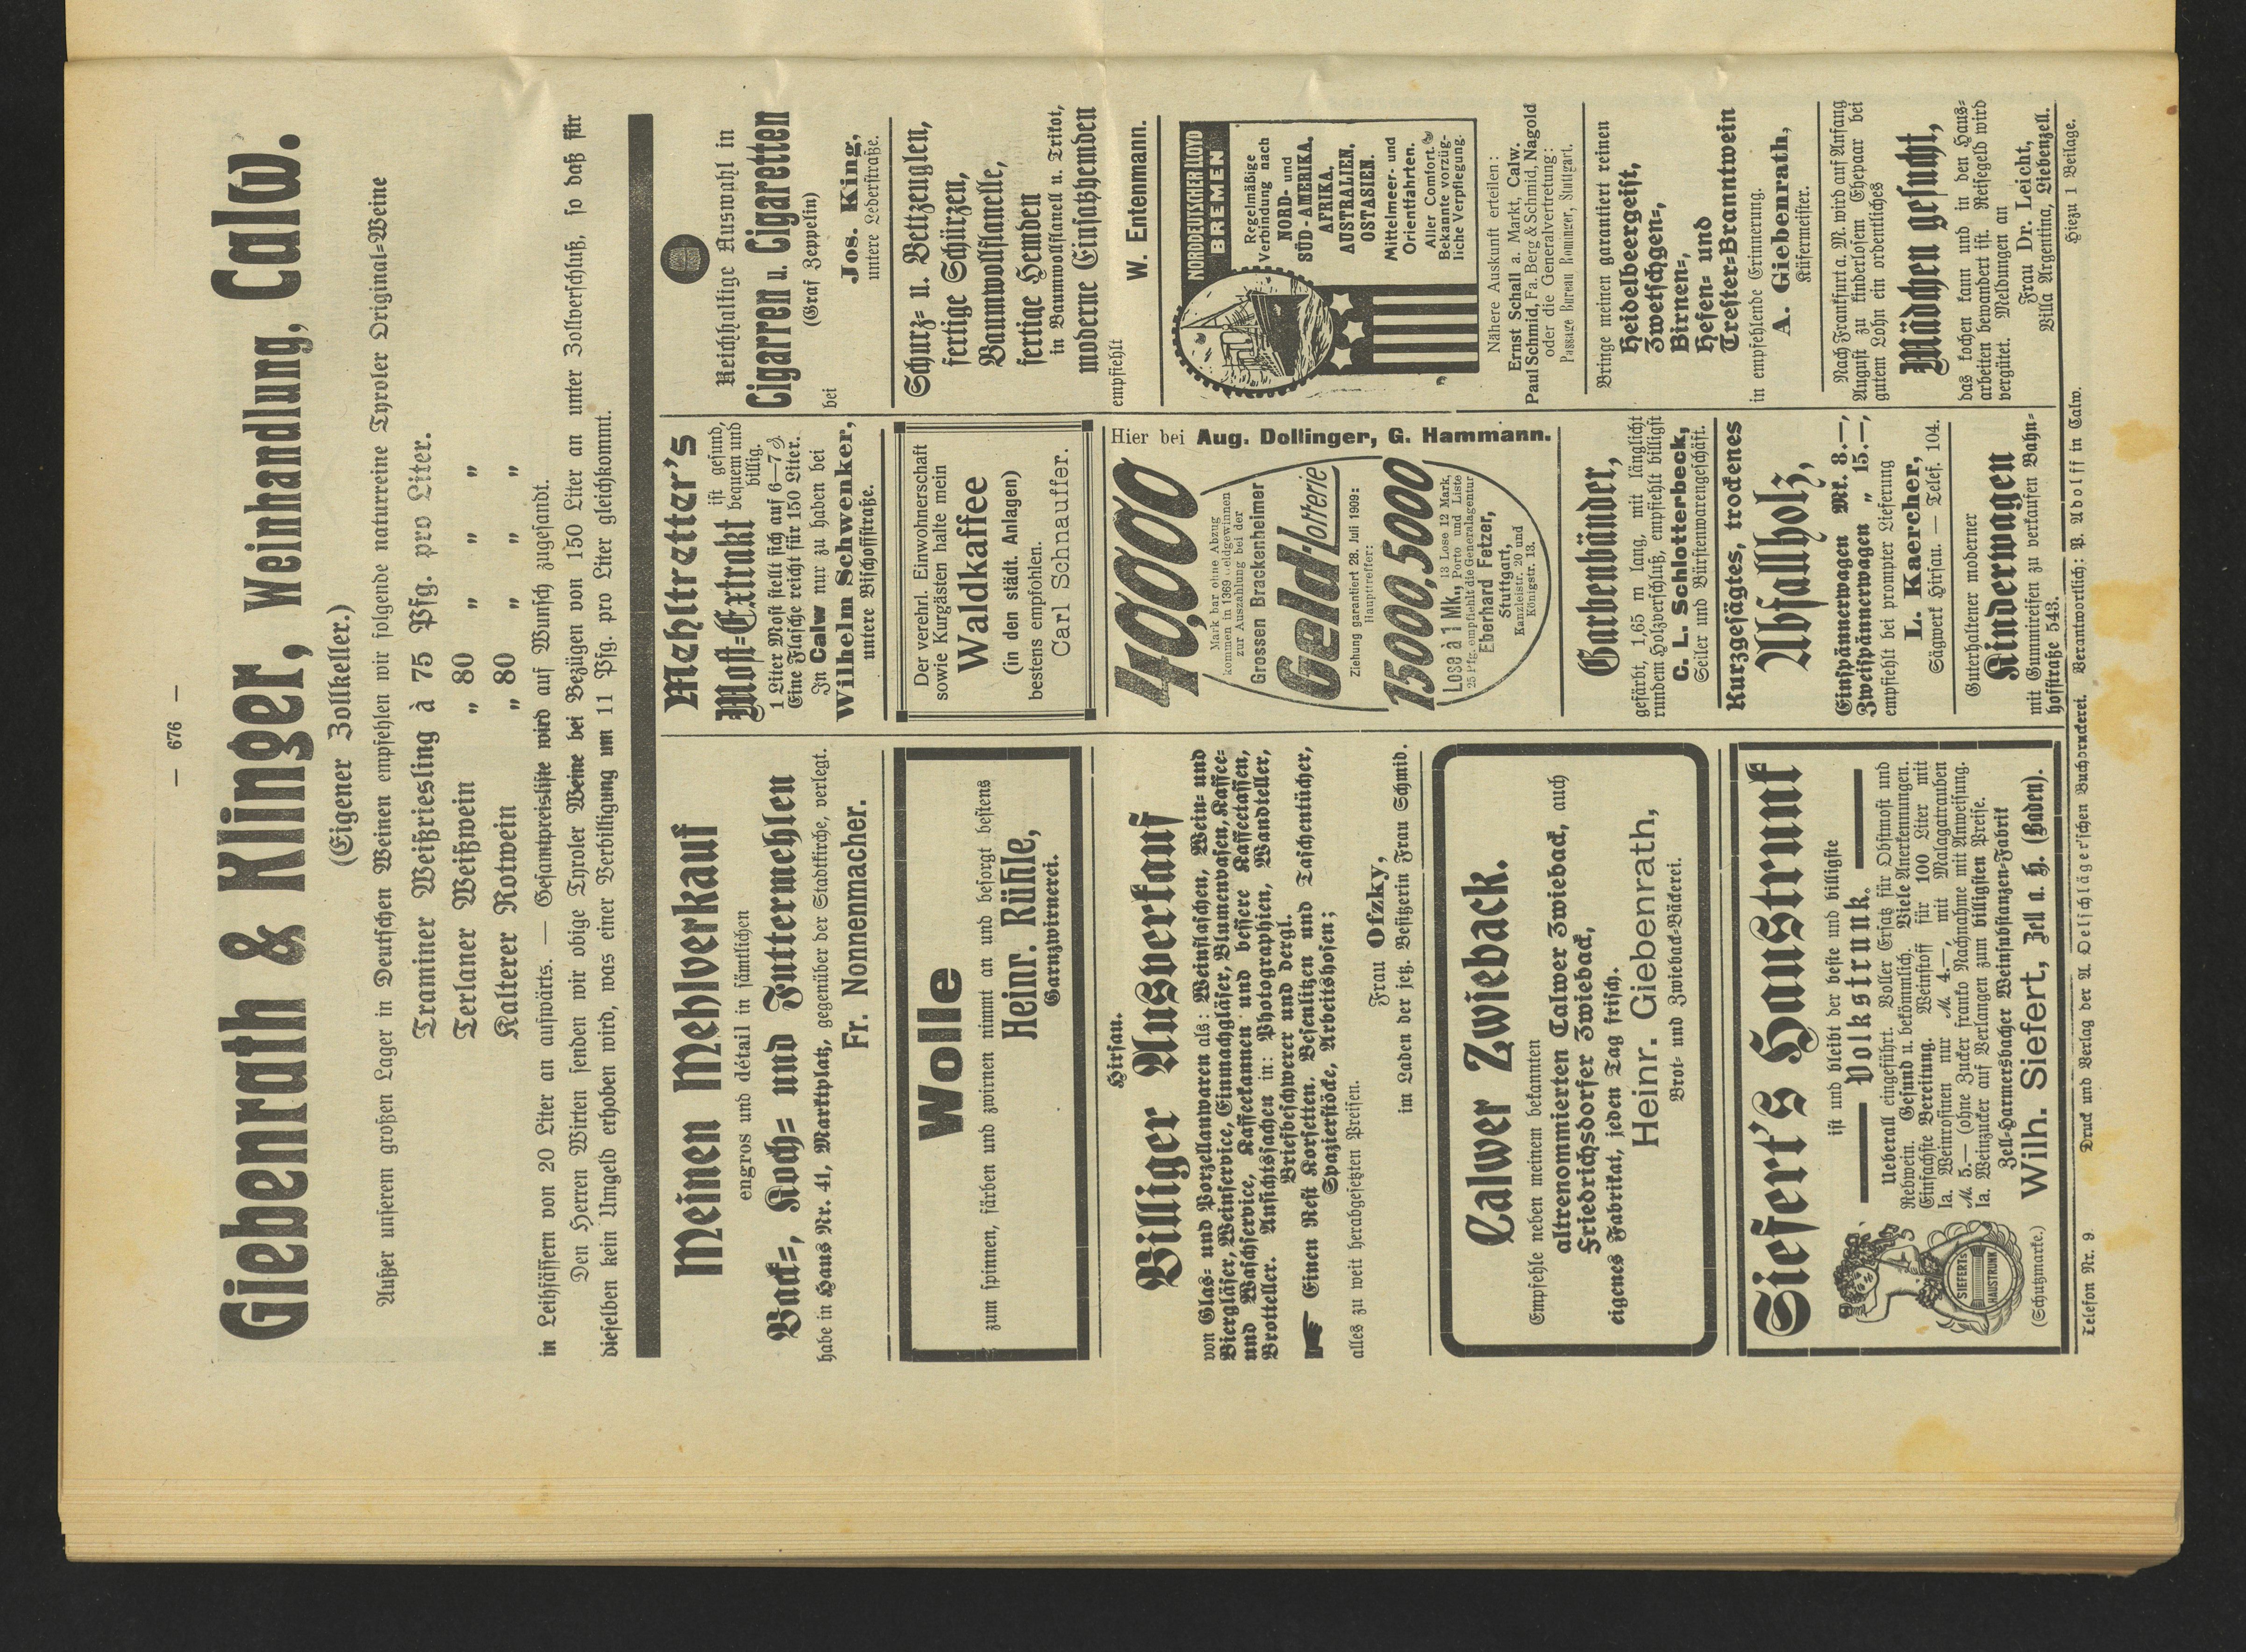 — 676 —
Giebenrath & Klinger, Weinhandlung, Calw.
(Eigener Zollkeller.)
Außer unserem großen Lager in Deutschen Weinen empfehlen wir folgende naturreine Tyroler Original-Weine
Traminer Weißriesling à 75 Pfg. pro Liter.
Terlaner Weißwein „ 80 „ „ „
Kalterer Rotwein „ 80 „ „ „
in Leihfässern von 20 Liter an aufwärts. — Gesamtpreisliste wird auf Wunsch zugesandt.
Den Herren Wirten senden wir obige Tyroler Weine bei Bezügen von 150 Liter an unter Zollverschluß, so daß für
dieselben kein Umgeld erhoben wird, was einer Verbilligung um 11 Pfg. pro Liter gleichkommt.
Meinen Mehlverkauf
engros und détail in sämtlichen
Back-, Koch- und Futtermehlen
habe in Haus Nr. 41, Marktplatz, gegenüber der Stadtkirche, verlegt.
Fr. Nonnenmacher.
Wolle
zum spinnen, färben und zwirnen nimmt an und besorgt bestens
Heinr. Rühle,
Garnzwirnerei.
Hirsau.
Billiger Ausverkauf
von Glas- und Porzellanwaren als: Weinflaschen, Wein- und
Biergläser, Weinservice, Einmachgläser, Blumenvasen, Kaffee-
und Waschservice, Kaffeekannen und bessere Kaffeetassen,
Brotteller. Ansichtssachen in: Photographien, Wandteller,
Briefbeschwerer und dergl.
☛ Einen Rest Korsetten, Besenlitzen und Taschentücher,
Spazierstöcke, Arbeitshosen;
alles zu weit herabgesetzten Preisen.
Frau Ofzky,
im Laden der jetz. Besitzerin Frau Schmid.
Calwer Zwieback.
Empfehle neben meinem bekannten
altrenommierten Calwer Zwieback, auch
Friedrichsdorfer Zwieback,
eigenes Fabrikat, jeden Tag frisch.
Heinr. Giebenrath,
Brot- und Zwieback-Bäckerei.
Siefert's Haustrunk
ist und bleibt der beste und billigste
Volkstrunk.
Ueberall eingeführt. Voller Ersatz für Obstmost und
Rebwein. Gesund u. bekömmlich. Viele Anerkennungen.
Einfachste Bereitung. Weinstoff für 100 Liter mit
Ia. Weinrosinen nur M. 4.—, mit Malagatrauben
M. 5.— (ohne Zucker franko Nachnahme mit Anweisung.
Ia. Weinzucker auf Verlangen zum billigsten Preise.
Zell-Harmersbacher Weinsubstanzen-Fabrik
Wilh. Siefert, Zell a. H. (Baden).
SIEFERTS
HAUSTRUNK
(Schutzmarke.)
Mehltretter's
Most-Extrakt ist gesund,
bequem und
billig.
1 Liter Most stellt sich auf 6—7 ₰
Eine Flasche reicht für 150 Liter.
In Calw nur zu haben bei
Wilhelm Schwenker,
untere Bischoffstraße.
Der verehrl. Einwohnerschaft
sowie Kurgästen halte mein
Waldkaffee
(in den städt. Anlagen)
bestens empfohlen.
Carl Schnauffer.
Hier bei Aug. Dollinger, G. Hammann.
40,000
Mark bar ohne Abzug
kommen in 1369 Geldgewinnen
zur Auszahlung bei der
Grossen Brackenheimer
Geld-lotterie
Ziehung garantiert 28. Juli 1909:
Haupttreffer:
15000, 5000
Lose à 1 Mk., 13 Lose 12 Mark,
Porto und Liste
25 Pfg. empfiehlt die Generalagentur
Eberhard Fetzer,
Stuttgart,
Kanzleistr. 20 und
Königstr. 13.
Garbenbänder,
gefärbt, 1,65 m lang, mit länglicht
rundem Holzverschluß, empfiehlt billigst
C. L. Schlotterbeck,
Seiler und Bürstenwarengeschäft.
Kurzgesägtes, trockenes
Abfallholz,
Einspännerwagen Mk. 8.—,
Zweispännerwagen „ 15.—,
empfiehlt bei prompter Lieferung
L. Kaercher,
Sägwerk Hirsau. — Telef. 104.
Guterhaltener moderner
Kinderwagen
mit Gummireifen zu verkaufen Bahn-
hofstraße 543.
Reichhaltige Auswahl in
Cigarren u. Cigaretten
(Graf Zeppelin)
bei
Jos. King,
untere Lederstraße.
Schurz- u. Bettzeuglen,
fertige Schürzen,
Baumwollflanelle,
fertige Hemden
in Baumwollflanell u. Trikot,
moderne Einsatzhemden
empfiehlt
W. Entenmann.
NORDDEUTSCHER LLOYD
BREMEN
Regelmäßige
Verbindung nach
NORD- und
SÜD-AMERIKA,
AFRIKA,
AUSTRALIEN,
OSTASIEN.
Mittelmeer- und
Orientfahrten.
Aller Comfort.
Bekannte vorzüg-
liche Verpflegung.
Nähere Auskunft erteilen:
Ernst Schall a. Markt, Calw.
Paul Schmid, Fa. Berg & Schmid, Nagold
oder die Generalvertretung:
Passage Bureau Rominger, Stuttgart.
Bringe meinen garantiert reinen
Heidelbeergeist,
Zwetschgen-,
Birnen-,
Hefen- und
Trester-Branntwein
in empfehlende Erinnerung.
A. Giebenrath,
Küfermeister.
Nach Frankfurt a. M. wird auf Anfang
August zu kinderlosem Ehepaar bei
gutem Lohn ein ordentliches
Mädchen gesucht,
das kochen kann und in den Haus-
arbeiten bewandert ist. Reisegeld wird
vergütet. Meldungen an
Frau Dr. Leicht,
Villa Argentina, Liebenzell.
Telefon Nr. 9. Druck und Verlag der A. Oelschläger'schen Buchdruckerei. Verantwortlich: P. Adolff in Calw. Hiezu 1 Beilage.